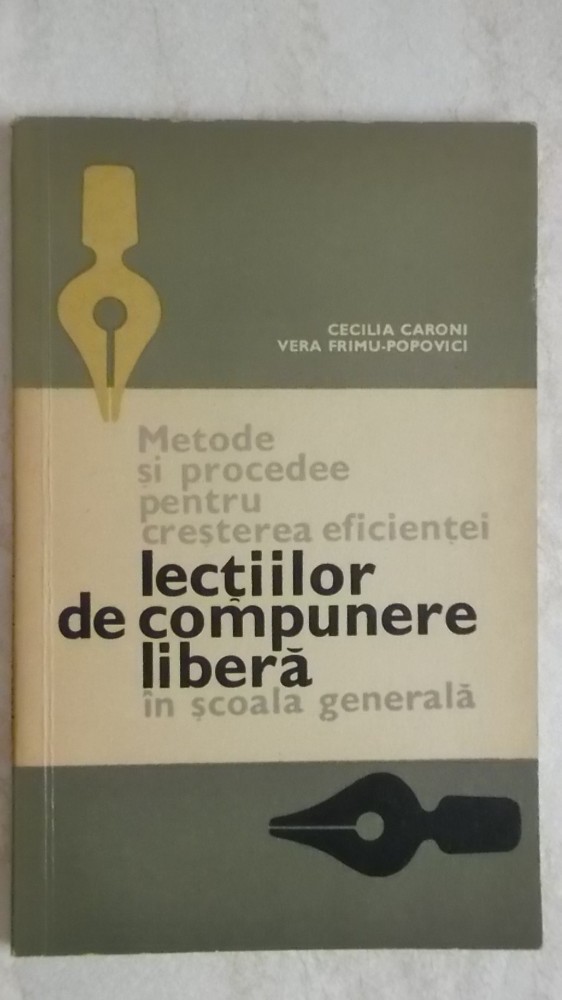 CECILIA CARONI
VERA FRIMU-POPOVICI
Metode
și procedee
pentru
creșterea eficienței
lecțiilor
de compunere
liberă
în școala generală